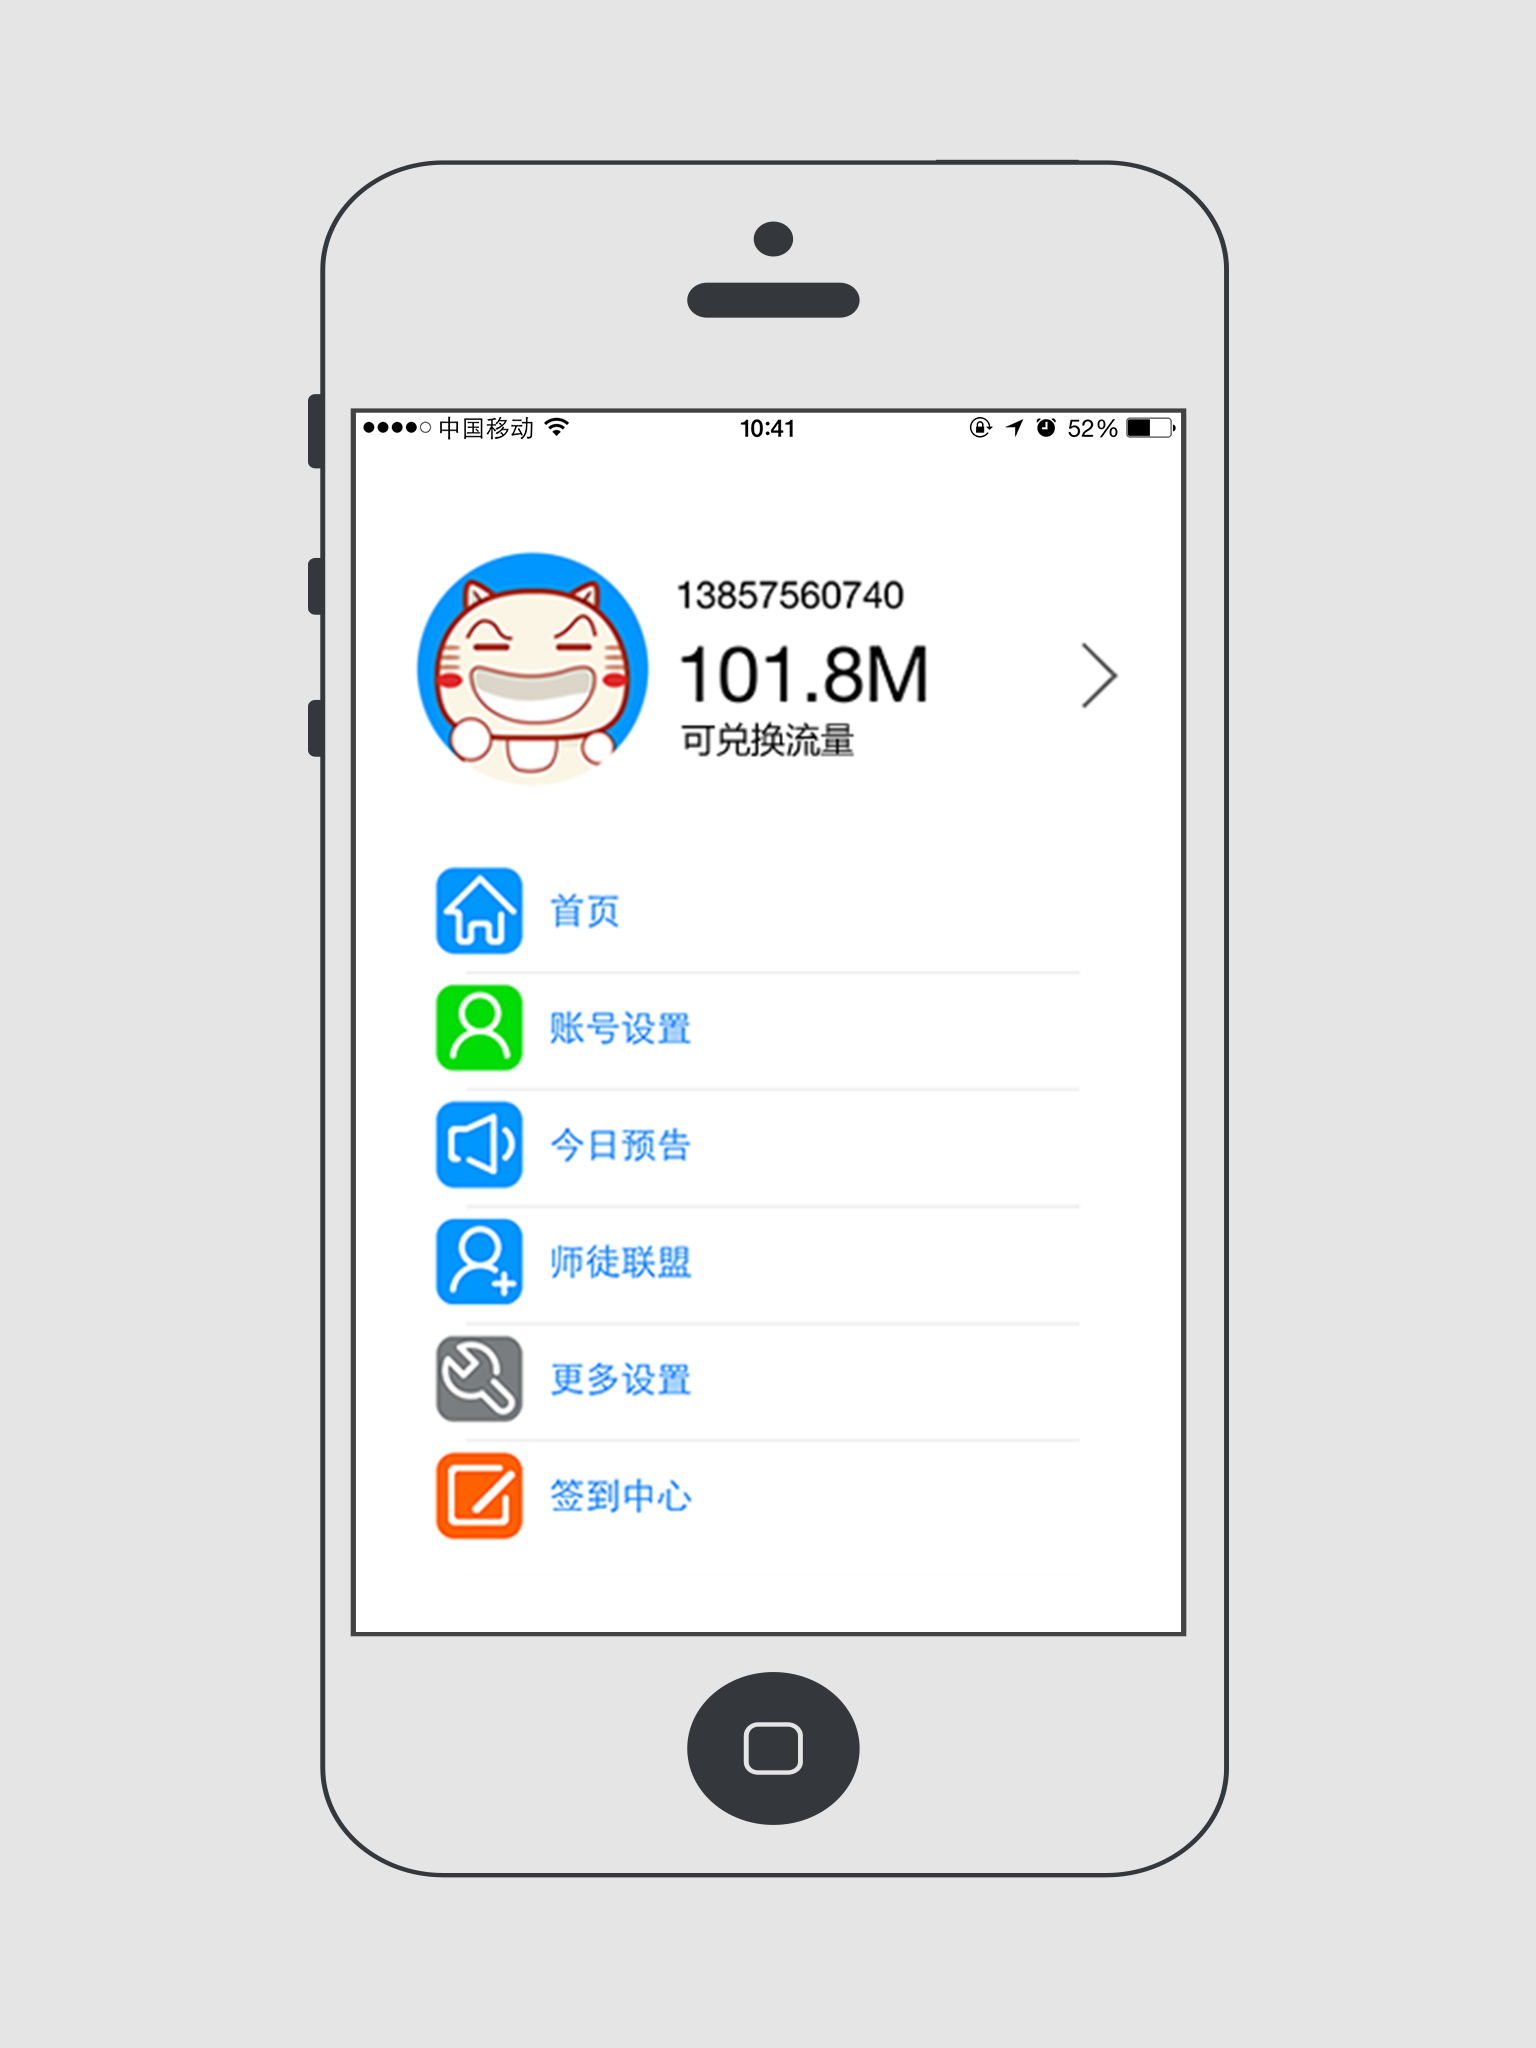 中国移动 10:41 52%
13857560740
101.8M
可兑换流量
首页
账号设置
今日预告
师徒联盟
更多设置
签到中心